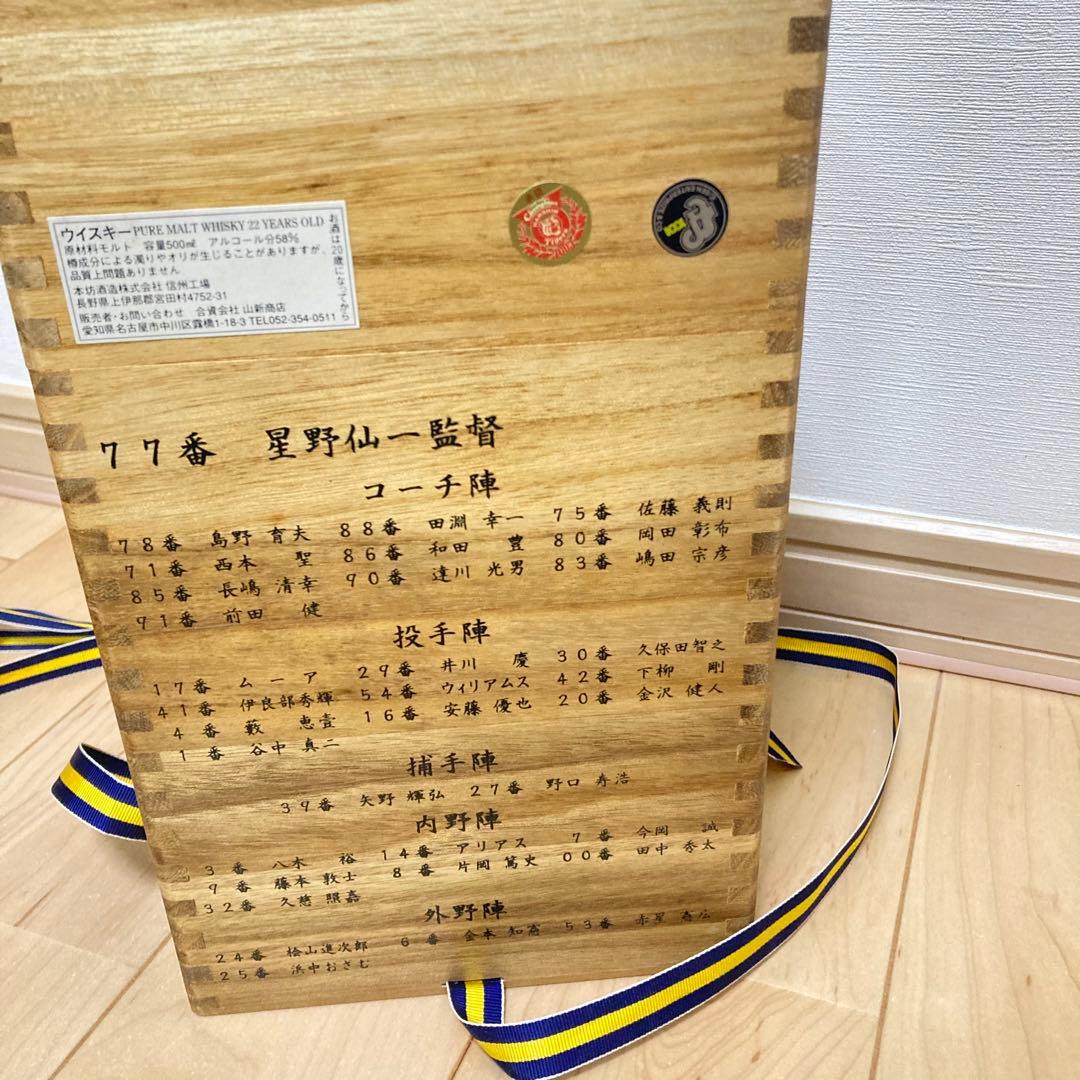 ウイスキーPURE MALT WHISKY 22 YEARS OLD
原材料モルト 容量500㎖ アルコール分58%
樽成分による濁りやオリが生じることがありますが、
品質上問題ありません
本坊酒造株式会社 信州工場
長野県上伊那郡宮田村4752-31
販売者・お問い合わせ 合資会社 山新商店
愛知県名古屋市中川区露橋1-18-3 TEL052-354-0511
お酒は20歳になってから
77番 星野仙一監督
コーチ陣
78番 島野 育夫 88番 田淵 幸一 75番 佐藤 義則
71番 西本 聖 86番 和田 豊 80番 岡田 彰布
85番 長嶋 清幸 90番 達川 光男 83番 嶋田 宗彦
91番 前田 健
投手陣
17番 ムーア 29番 井川 慶 30番 久保田智之
41番 伊良部秀輝 54番 ウィリアムス 42番 下柳 剛
4番 藪 恵壹 16番 安藤 優也 20番 金沢 健人
1番 谷中 真二
捕手陣
39番 矢野 輝弘 27番 野口 寿浩
内野陣
3番 八木 裕 14番 アリアス 7番 今岡 誠
9番 藤本 敦士 8番 片岡 篤史 00番 田中 秀太
32番 久慈 照嘉
外野陣
24番 桧山進次郎 6番 金本 知憲 53番 赤星 憲広
25番 浜中おさむ